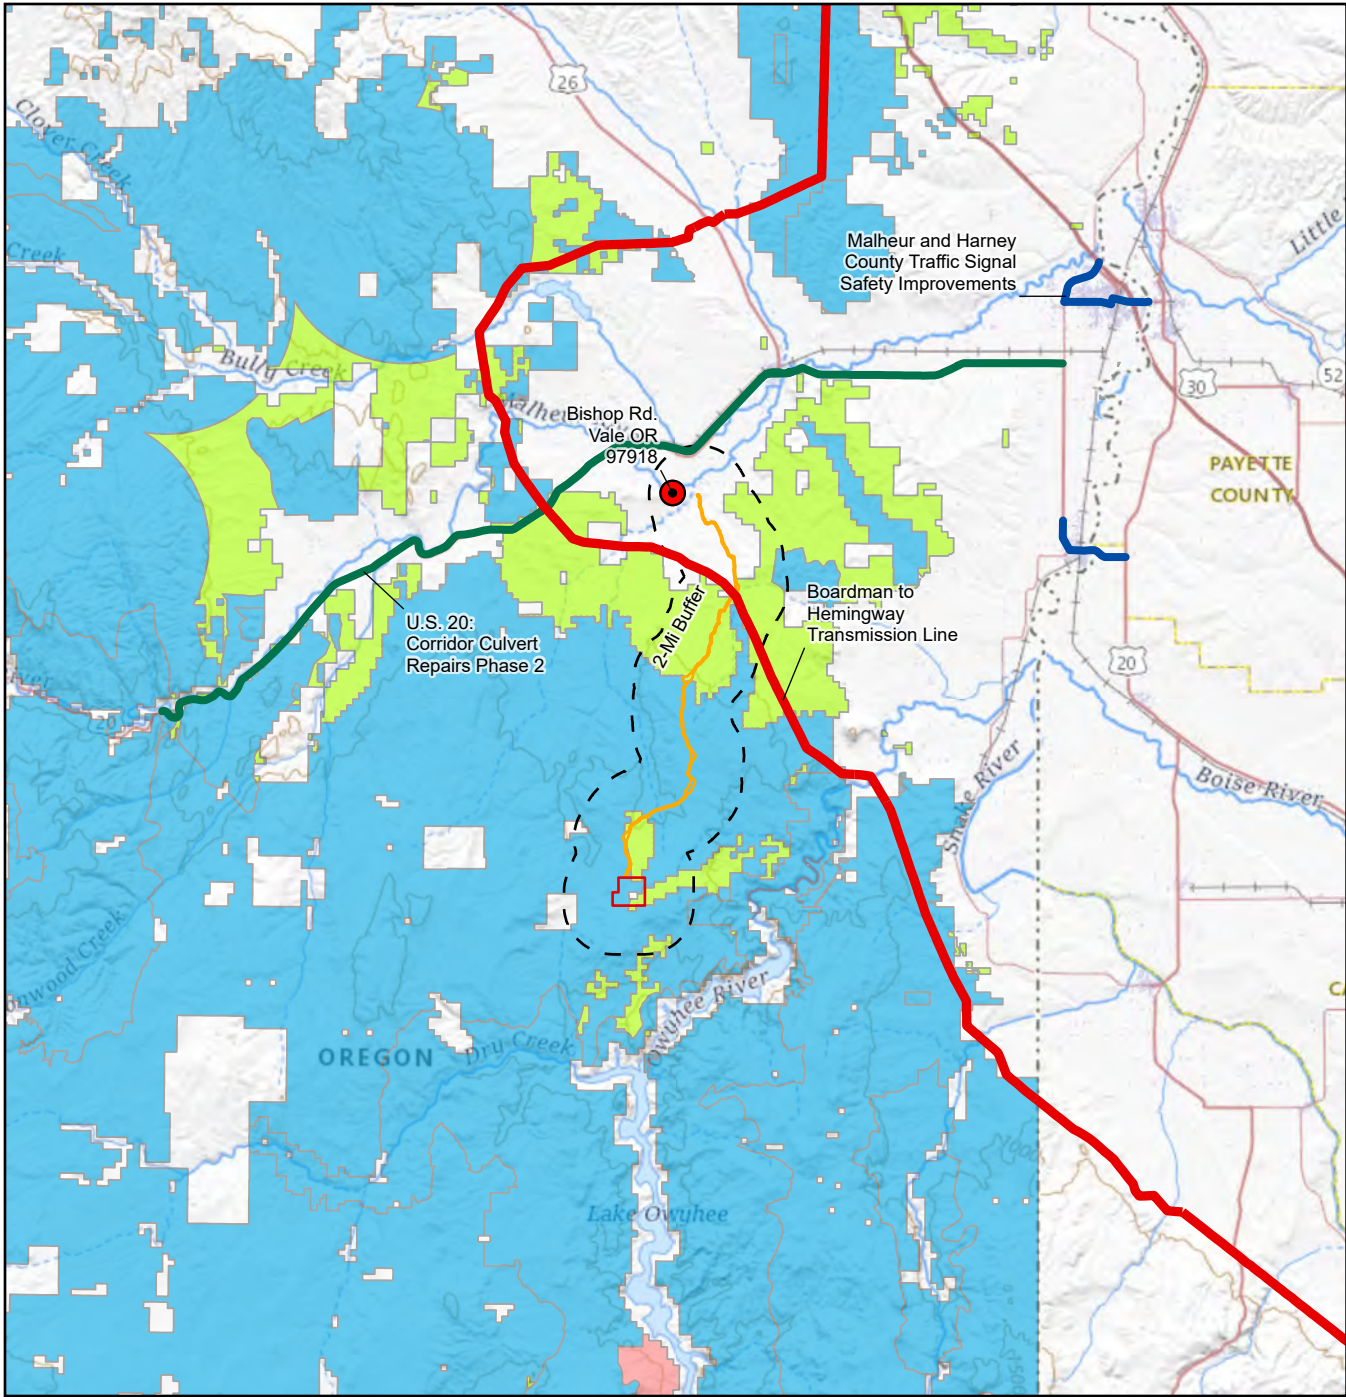 26
Clover Creek
Creek
Little
Malheur and Harney
County Traffic Signal
Safety Improvements
Bully Creek
30
52
Malheur
Bishop Rd.
Vale OR
97918
PAYETTE
COUNTY
2-Mi Buffer
Boardman to
Hemingway
Transmission Line
U.S. 20:
Corridor Culvert
Repairs Phase 2
20
20
Snake River
Boise River
Owyhee River
OREGON
Dry Creek
Lake Owyhee